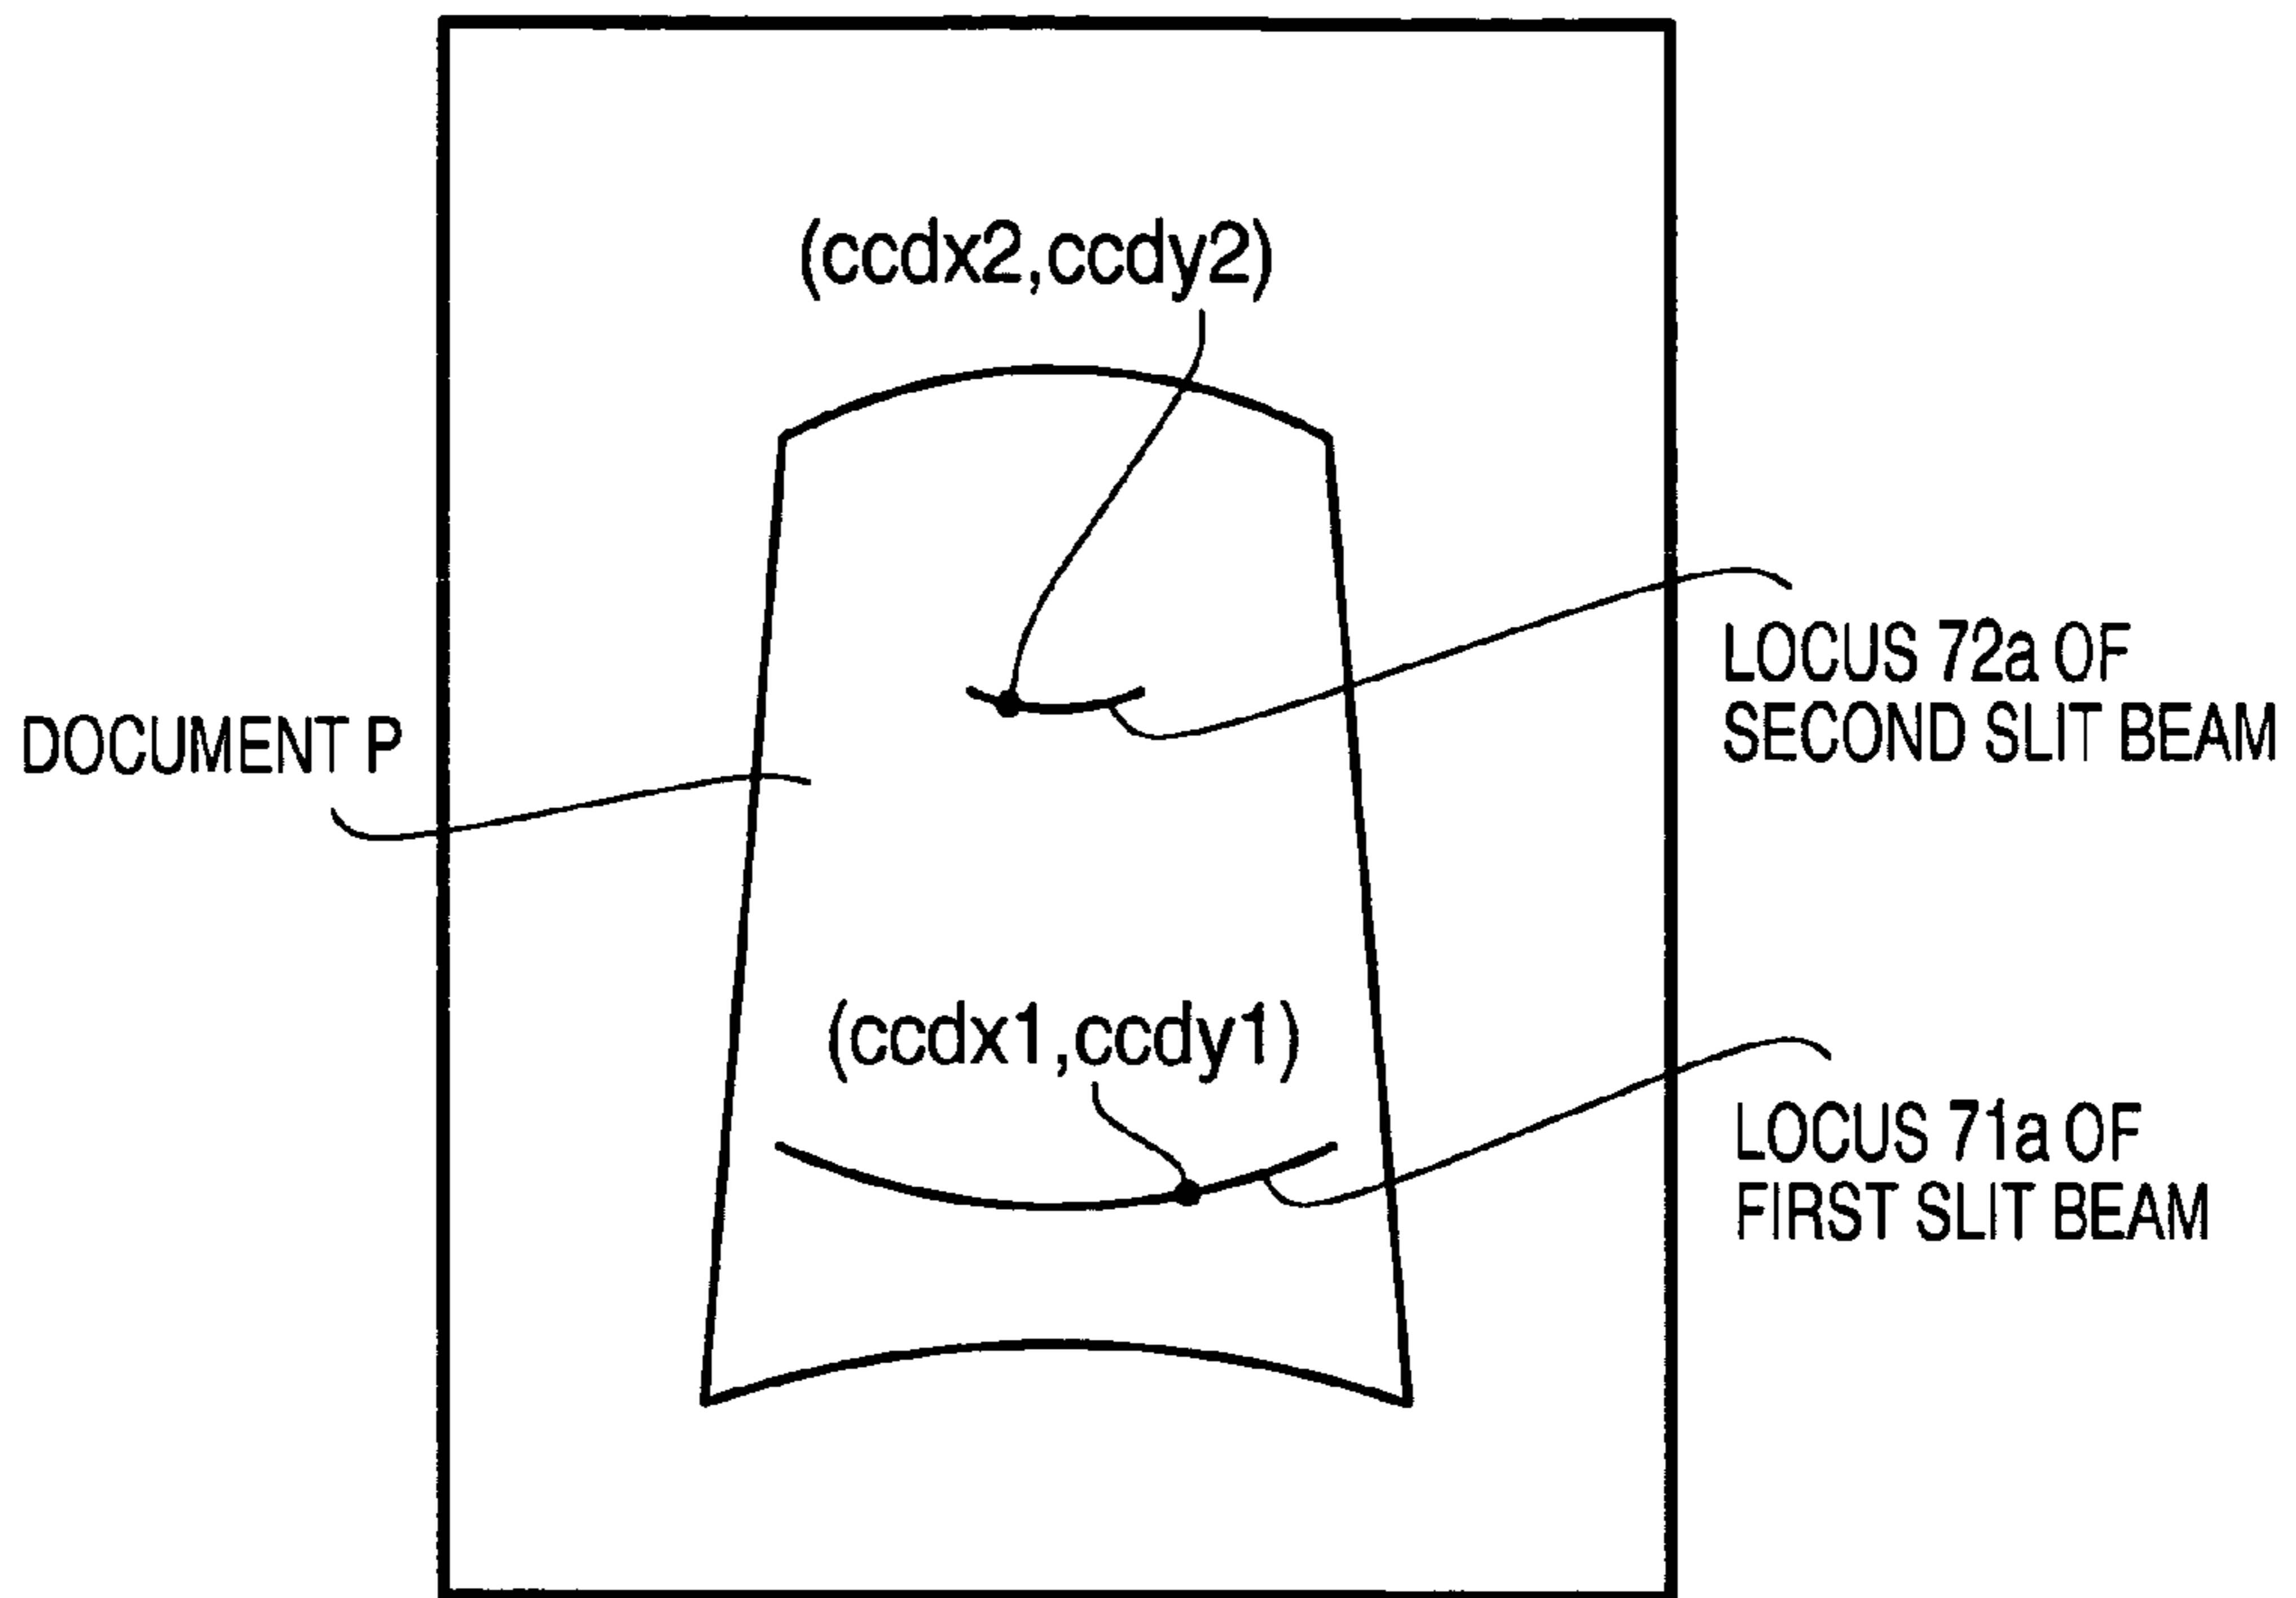 (ccdx2,ccdy2)
LOCUS 72a OF
SECOND SLIT BEAM
DOCUMENT P
(ccdx1,ccdy1)
LOCUS 71a OF
FIRST SLIT BEAM